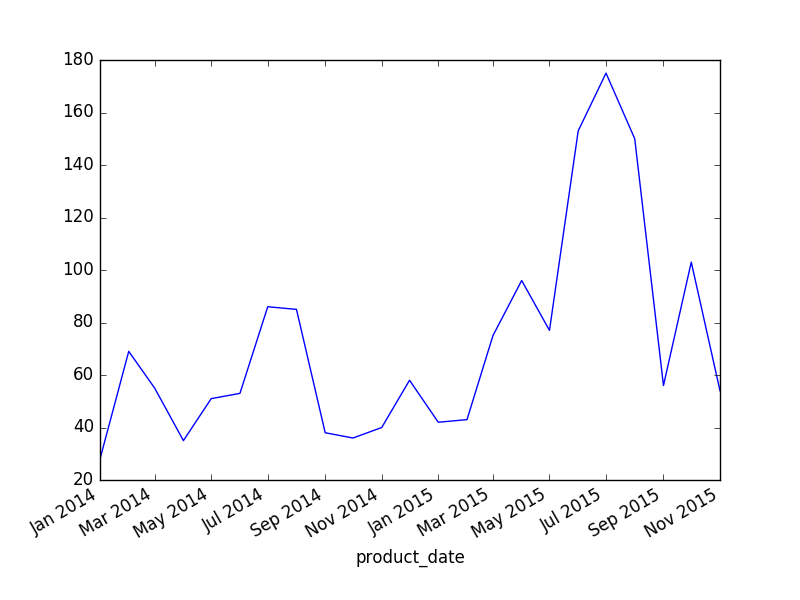 180
160
140
120
100
80
60
40
20
Jan 2014
Mar 2014
May 2014
Jul 2014
Sep 2014
Nov 2014
Jan 2015
Mar 2015
May 2015
Jul 2015
Sep 2015
Nov 2015
product_date